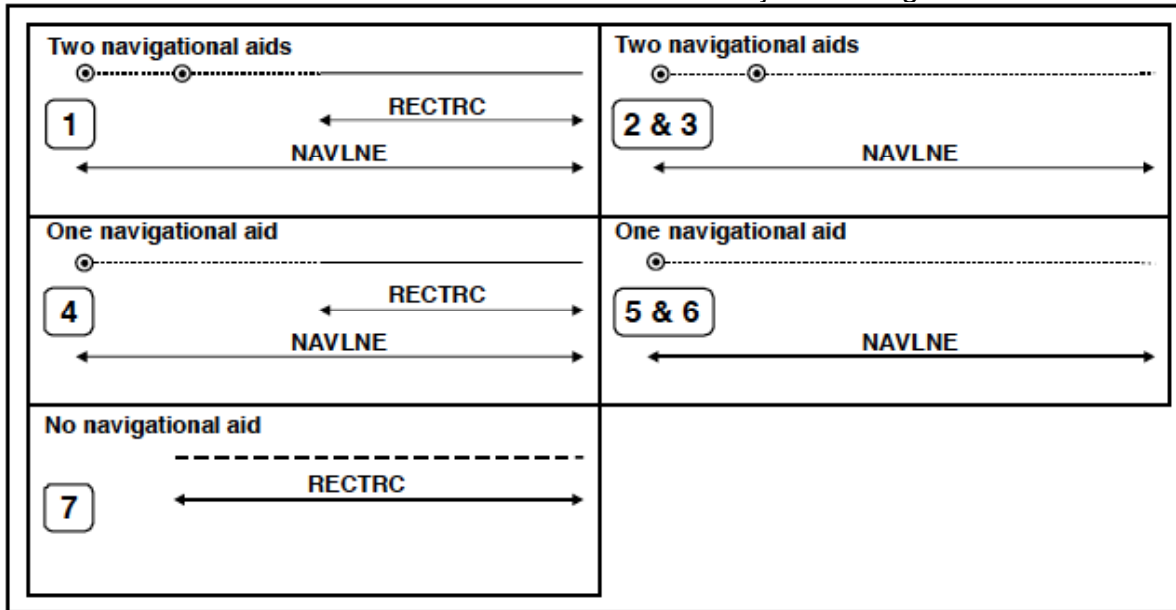 Two navigational aids
1
RECTRC
NAVLNE
Two navigational aids
2 & 3
NAVLNE
One navigational aid
4
RECTRC
NAVLNE
One navigational aid
5 & 6
NAVLNE
No navigational aid
7
RECTRC